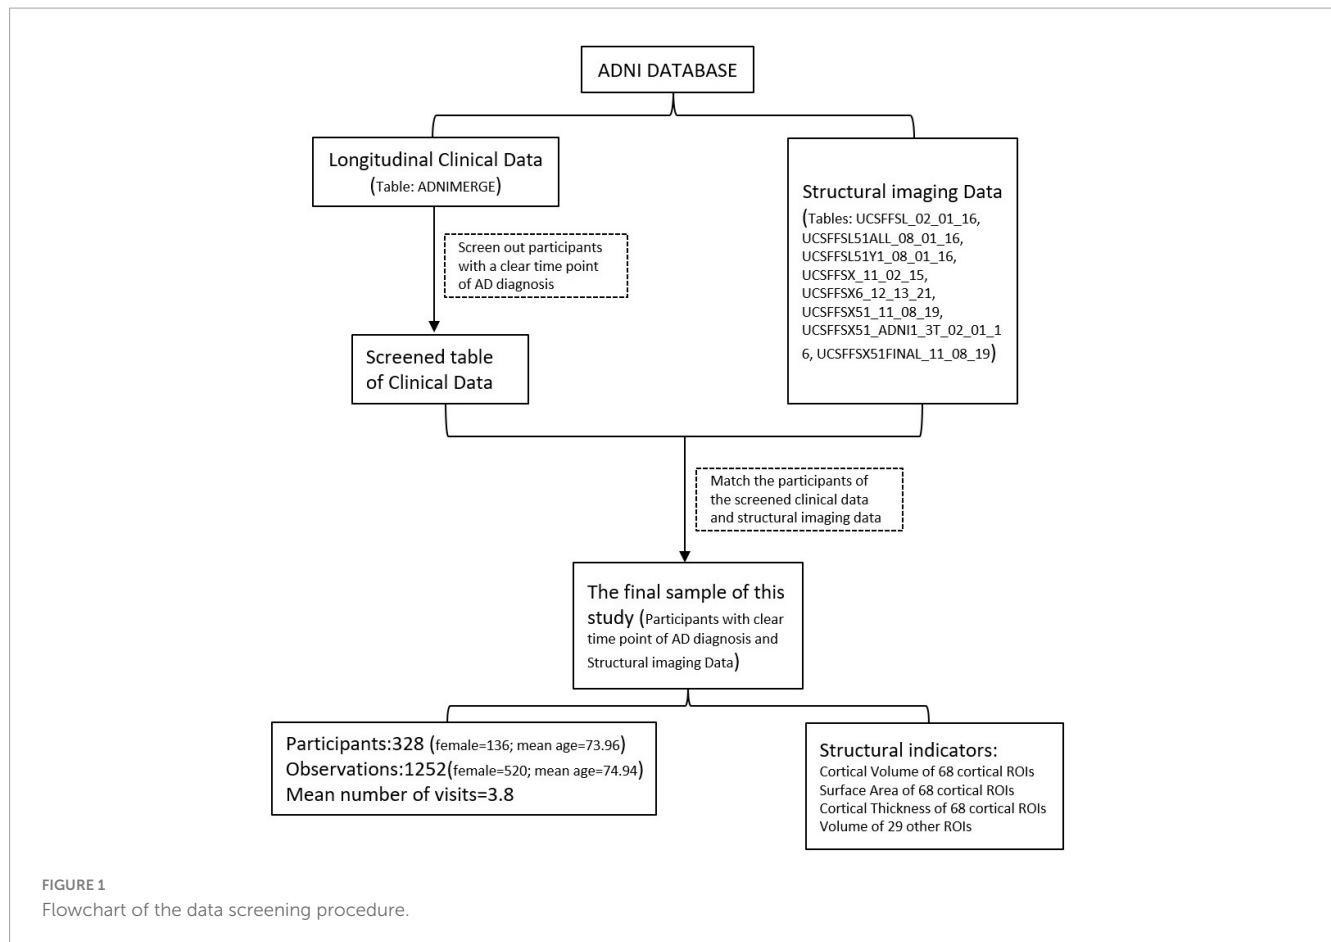 ADNI DATABASE
Longitudinal Clinical Data
(Table: ADNIMERGE)
Structural imaging Data
(Tables: UCSFFSL_02_01_16,
UCSFFSL51ALL_08_01_16,
UCSFFSL51Y1_08_01_16,
UCSFFSX_11_02_15,
UCSFFSX6_12_13_21,
UCSFFSX51_11_08_19,
UCSFFSX51_ADNI1_3T_02_01_1
6, UCSFFSX51FINAL_11_08_19)
Screen out participants
with a clear time point
of AD diagnosis
Screened table
of Clinical Data
Match the participants of
the screened clinical data
and structural imaging data
The final sample of this
study (Participants with clear
time point of AD diagnosis and
Structural imaging Data)
Participants:328 (female=136; mean age=73.96)
Observations:1252(female=520; mean age=74.94)
Mean number of visits=3.8
Structural indicators:
Cortical Volume of 68 cortical ROIs
Surface Area of 68 cortical ROIs
Cortical Thickness of 68 cortical ROIs
Volume of 29 other ROIs
FIGURE 1
Flowchart of the data screening procedure.